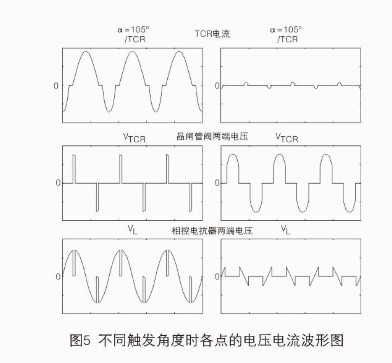 α=105° α=105°
/TCR TCR电流 /TCR
0 0
VTCR 晶闸管阀两端电压 VTCR
0 0
VL 相控电抗器两端电压 VL
0 0
图5 不同触发角度时各点的电压电流波形图